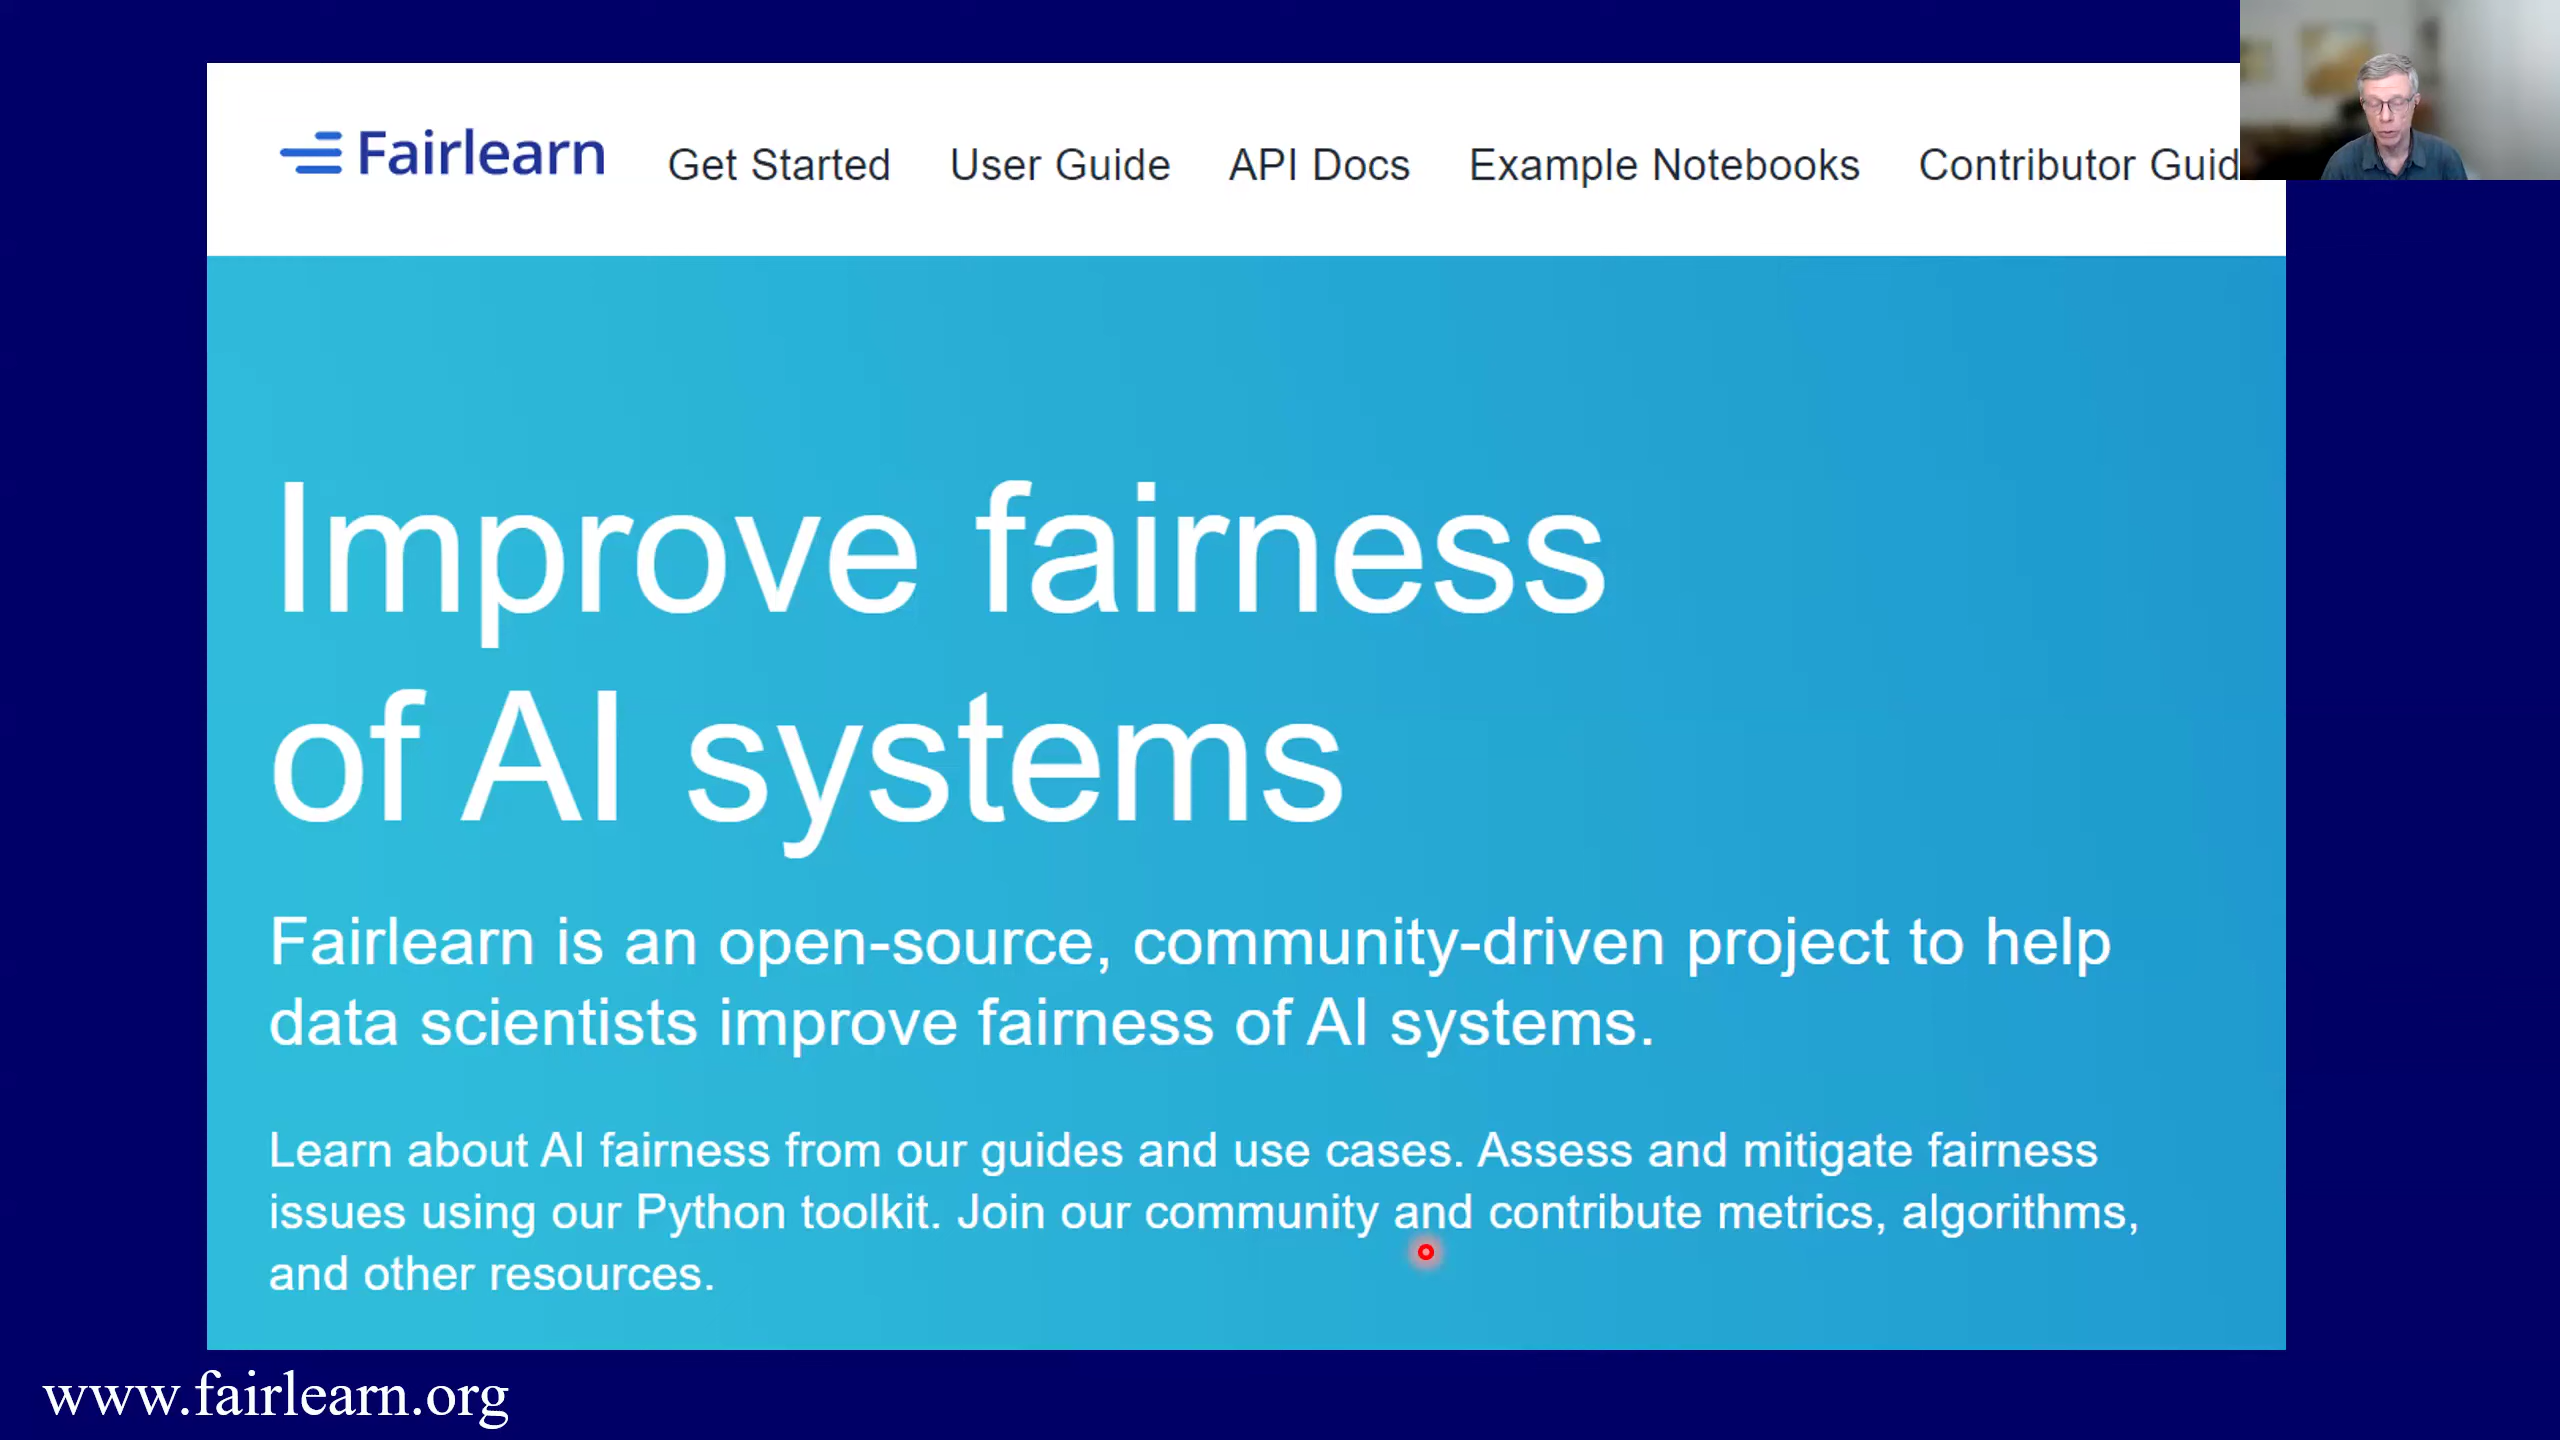 Fairlearn
Get Started User Guide API Docs Example Notebooks Contributor Guid
Improve fairness
of AI systems
Fairlearn is an open-source, community-driven project to help
data scientists improve fairness of AI systems.
Learn about AI fairness from our guides and use cases. Assess and mitigate fairness
issues using our Python toolkit. Join our community and contribute metrics, algorithms,
and other resources.
www.fairlearn.org